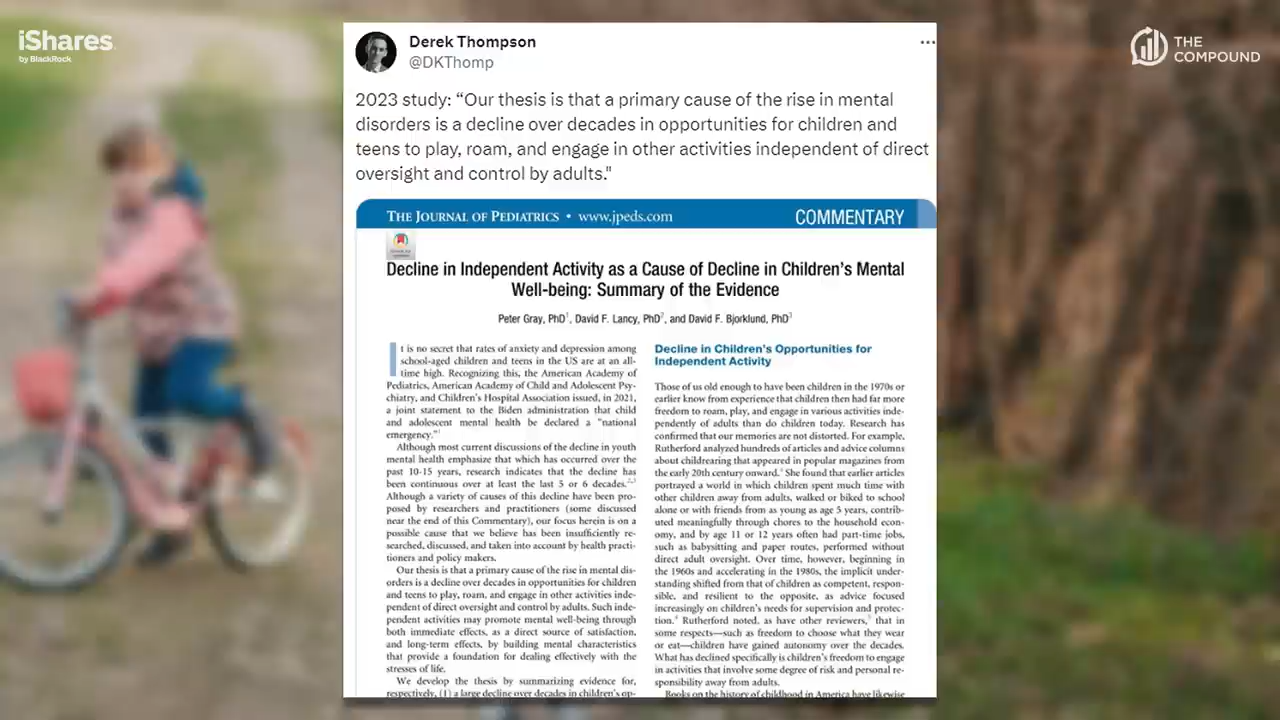 iShares.
by BlackRock
THE
COMPOUND
Derek Thompson
@DKThomp
2023 study: “Our thesis is that a primary cause of the rise in mental
disorders is a decline over decades in opportunities for children and
teens to play, roam, and engage in other activities independent of direct
oversight and control by adults."
THE JOURNAL OF PEDIATRICS • www.jpeds.com
COMMENTARY
Decline in Independent Activity as a Cause of Decline in Children’s Mental
Well-being: Summary of the Evidence
Peter Gray, PhD1, David F. Lancy, PhD2, and David F. Bjorklund, PhD3
It is no secret that rates of anxiety and depression among
school-aged children and teens in the US are at an all-
time high. Recognizing this, the American Academy of
Pediatrics, American Academy of Child and Adolescent Psy-
chiatry, and Children’s Hospital Association issued, in 2021,
a joint statement to the Biden administration that child
and adolescent mental health be declared a “national
emergency.”1
Although most current discussions of the decline in youth
mental health emphasize that which has occurred over the
past 10-15 years, research indicates that the decline has
been continuous over at least the last 5 or 6 decades.2,3
Although a variety of causes of this decline have been pro-
posed by researchers and practitioners (some discussed
near the end of this Commentary), our focus herein is on a
possible cause that we believe has been insufficiently re-
searched, discussed, and taken into account by health practi-
tioners and policy makers.
Our thesis is that a primary cause of the rise in mental dis-
orders is a decline over decades in opportunities for children
and teens to play, roam, and engage in other activities inde-
pendent of direct oversight and control by adults. Such inde-
pendent activities may promote mental well-being through
both immediate effects, as a direct source of satisfaction,
and long-term effects, by building mental characteristics
that provide a foundation for dealing effectively with the
stresses of life.
We develop the thesis by summarizing evidence for,
respectively, (1) a large decline over decades in children’s op-
Decline in Children’s Opportunities for
Independent Activity
Those of us old enough to have been children in the 1970s or
earlier know from experience that children then had far more
freedom to roam, play, and engage in various activities inde-
pendently of adults than do children today. Research has
confirmed that our memories are not distorted. For example,
Rutherford analyzed hundreds of articles and advice columns
about childrearing that appeared in popular magazines from
the early 20th century onward.4 She found that earlier articles
portrayed a world in which children spent much time with
other children away from adults, walked or biked to school
alone or with friends from as young as age 5 years, contrib-
uted meaningfully through chores to the household econ-
omy, and by age 11 or 12 years often had part-time jobs,
such as babysitting and paper routes, performed without
direct adult oversight. Over time, however, beginning in
the 1960s and accelerating in the 1980s, the implicit under-
standing shifted from that of children as competent, respon-
sible, and resilient to the opposite, as advice focused
increasingly on children’s needs for supervision and protec-
tion.4 Rutherford noted, as have other reviewers,5 that in
some respects—such as freedom to choose what they wear
or eat—children have gained autonomy over the decades.
What has declined specifically is children’s freedom to engage
in activities that involve some degree of risk and personal re-
sponsibility away from adults.
Books on the history of childhood in America have likewise